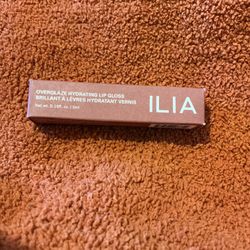 OVERGLAZE HYDRATING LIP GLOSS
BRILLANT À LÈVRES HYDRATANT VERNIS
ILIA